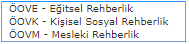 ÖOVE - Eğitsel Rehberlik
ÖOVK - Kişisel Sosyal Rehberlik
ÖOVM - Mesleki Rehberlik